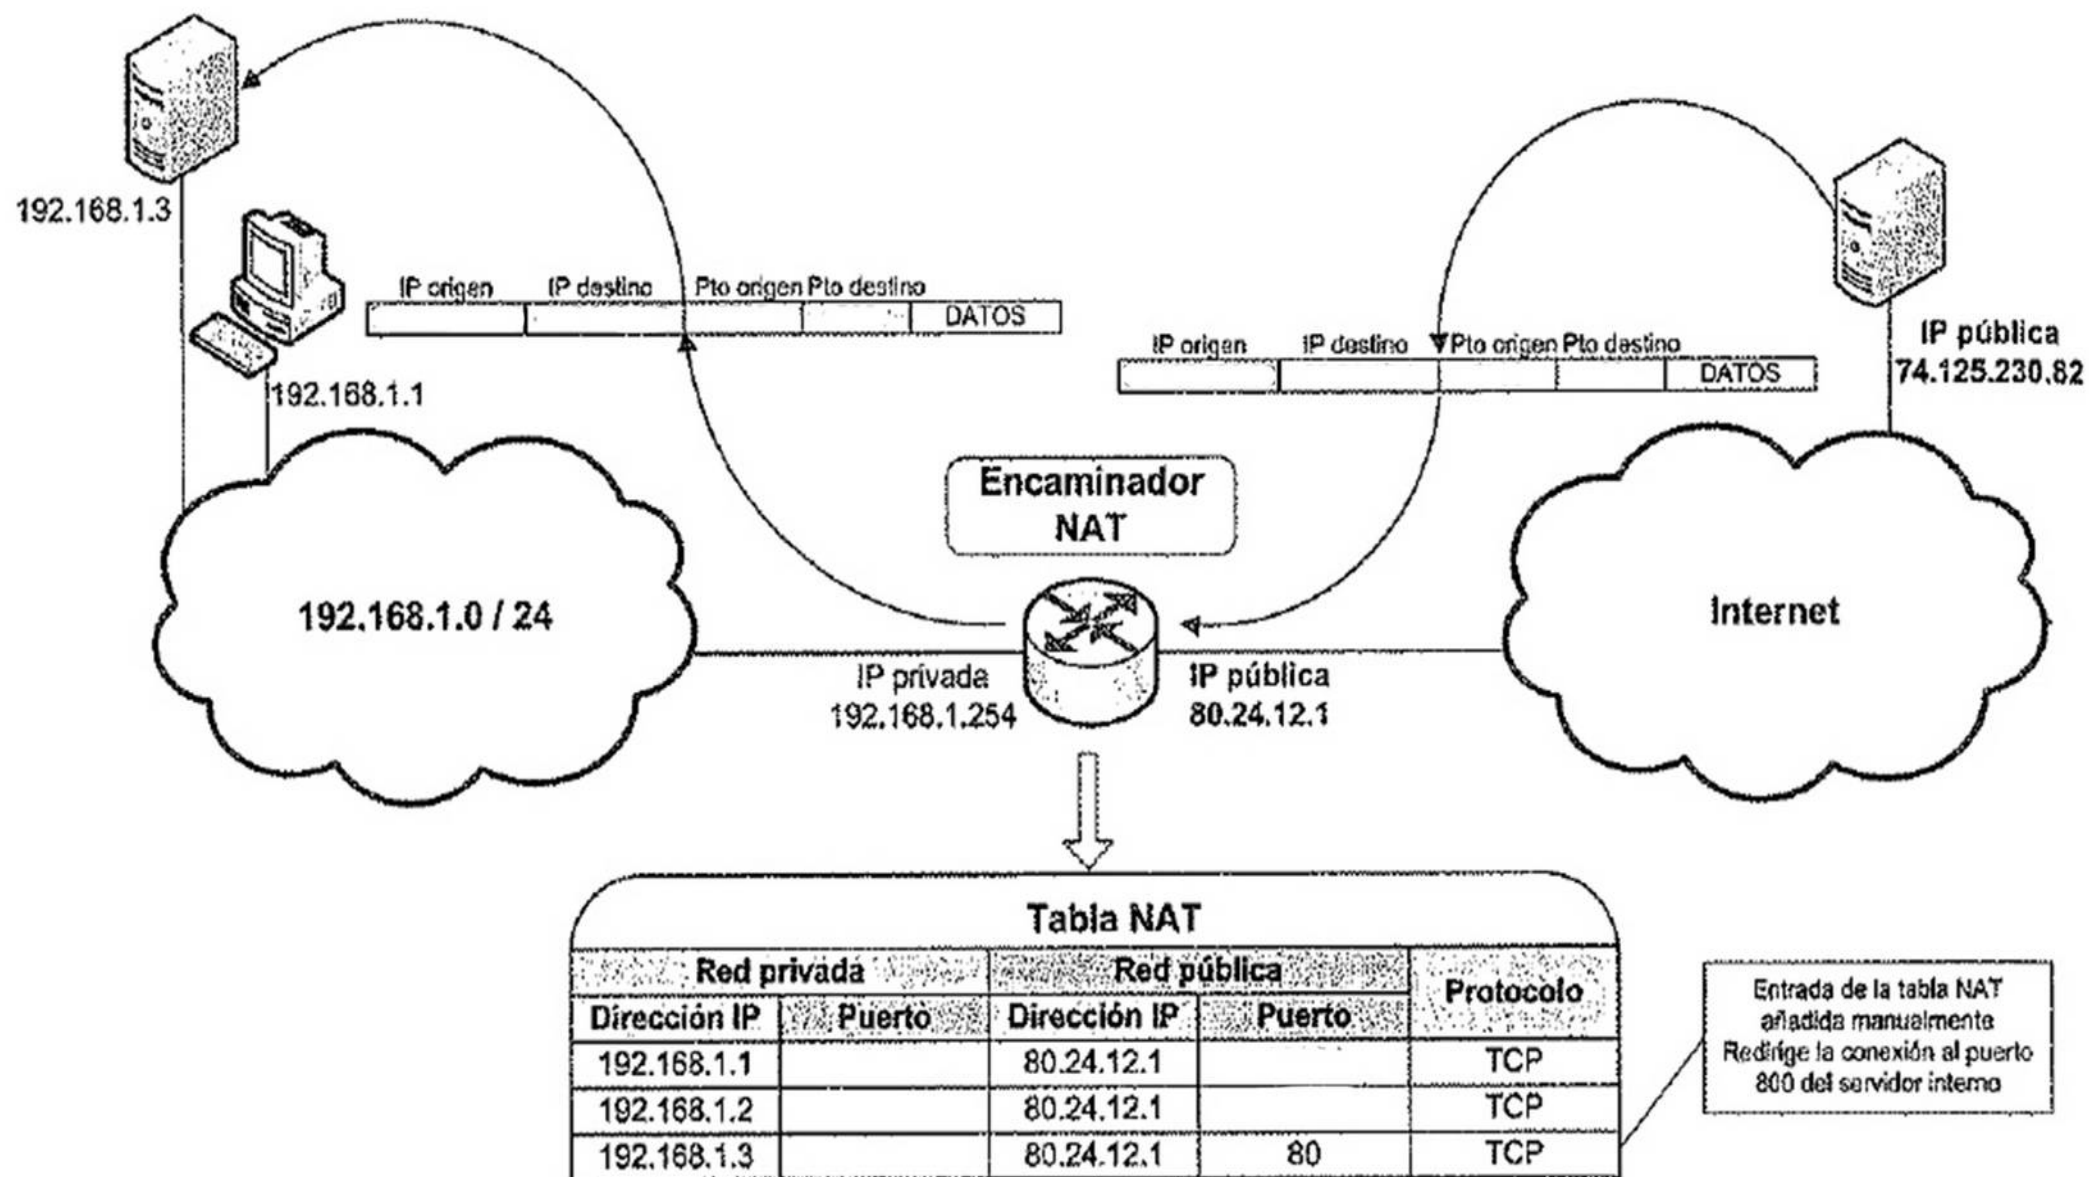 192.168.1.3
192.168.1.1
IP origen IP destino Pto origen Pto destino
DATOS
IP origen IP destino Pto origen Pto destino
DATOS
IP pública
74.125.230.82
Encaminador
NAT
192.168.1.0 / 24
Internet
IP privada
192.168.1.254
IP pública
80.24.12.1
Tabla NAT
Red privada Red pública Protocolo
Dirección IP Puerto Dirección IP Puerto
192.168.1.1 80.24.12.1 TCP
192.168.1.2 80.24.12.1 TCP
192.168.1.3 80.24.12.1 80 TCP
Entrada de la tabla NAT
añadida manualmente
Redirige la conexión al puerto
800 del servidor interno